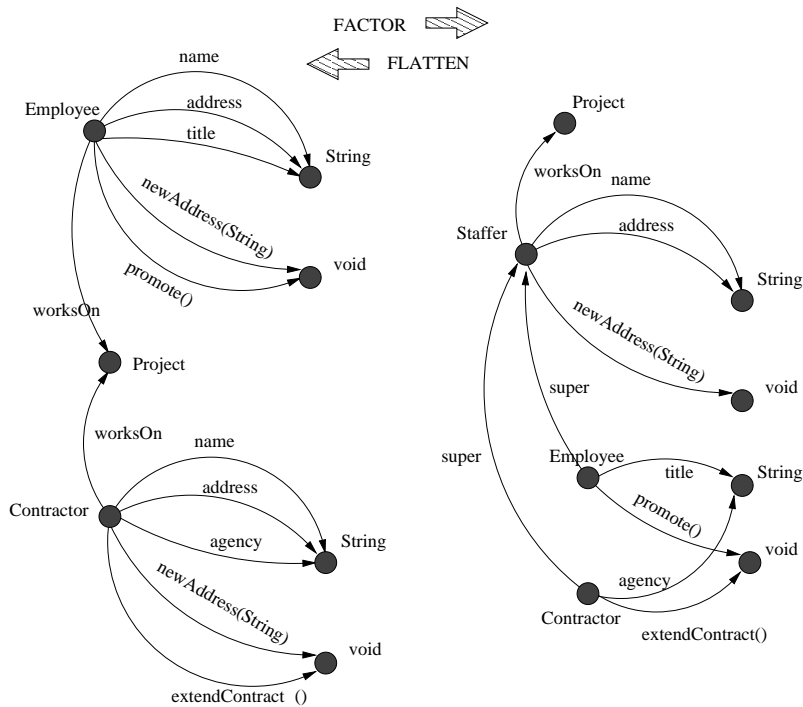 FACTOR
FLATTEN
name
address
title
Employee
String
newAddress(String)
promote()
void
worksOn
Project
worksOn
name
address
agency
Contractor
String
newAddress(String)
void
extendContract ()
Project
worksOn
name
address
Staffer
String
newAddress(String)
void
super
super
Employee
title
String
promote()
void
agency
Contractor
extendContract()